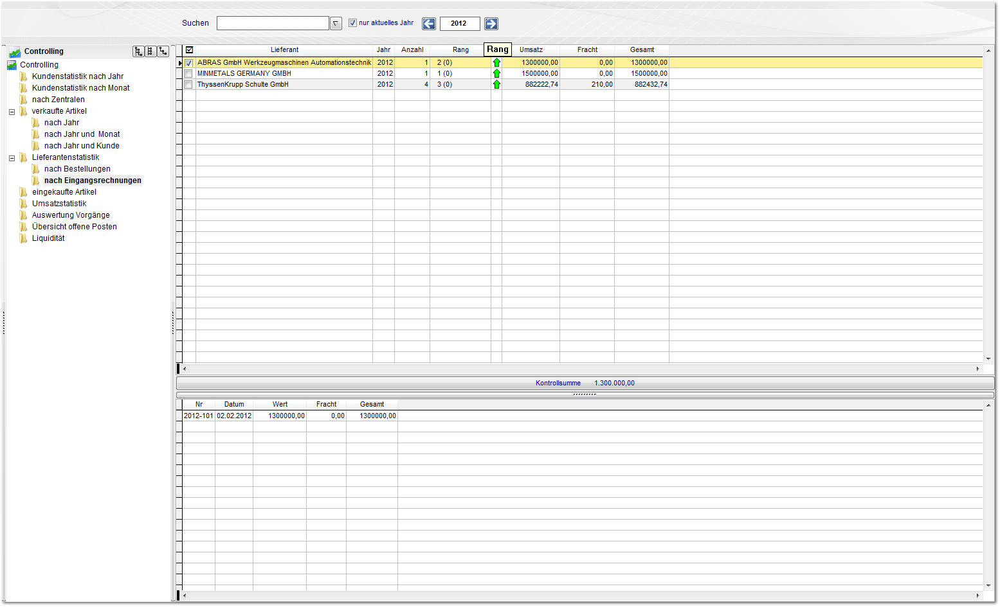 Suchen nur aktuelles Jahr 2012
Controlling
Controlling
Kundenstatistik nach Jahr
Kundenstatistik nach Monat
nach Zentralen
verkaufte Artikel
nach Jahr
nach Jahr und Monat
nach Jahr und Kunde
Lieferantenstatistik
nach Bestellungen
nach Eingangsrechnungen
eingekaufte Artikel
Umsatzstatistik
Auswertung Vorgänge
Übersicht offene Posten
Liquidität
Lieferant Jahr Anzahl Rang Rang Umsatz Fracht Gesamt
ABRAS GmbH Werkzeugmaschinen Automationstechnik 2012 1 2 (0) 1300000,00 0,00 1300000,00
MINMETALS GERMANY GMBH 2012 1 1 (0) 1500000,00 0,00 1500000,00
ThyssenKrupp Schulte GmbH 2012 4 3 (0) 882222,74 210,00 882432,74
Kontrollsumme 1.300.000,00
Nr Datum Wert Fracht Gesamt
2012-101 02.02.2012 1300000,00 0,00 1300000,00